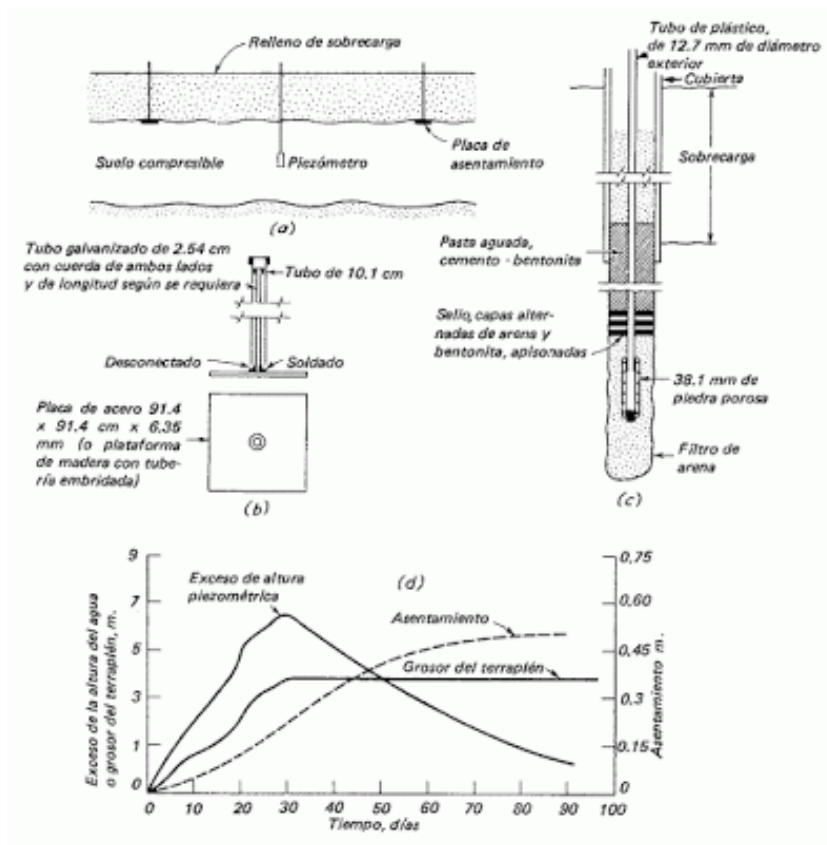 Relleno de sobrecarga
Suelo compresible
Piezómetro
Placa de
asentamiento
(a)
Tubo galvanizado de 2.54 cm
con cuerda de ambos lados
y de longitud según se requiera
Tubo de 10.1 cm
Desconectado
Soldado
Placa de acero 91.4
x 91.4 cm x 6.35
mm (o plataforma
de madera con tube-
ría embridada)
(b)
Tubo de plástico,
de 12.7 mm de diámetro
exterior
Cubierta
Sobrecarga
Pasta aguada,
cemento - bentonita
Sello, capas alter-
nadas de arena y
bentonita, apisonadas
38.1 mm de
piedra porosa
Filtro de
arena
(c)
(d)
Exceso de la altura del agua
o grosor del terraplén, m.
9
7
5
3
1
0
Exceso de altura
piezométrica
Asentamiento
Grosor del terraplén
0,75
0,60
0,45
0,3
0.15
0
Asentamiento m.
0 10 20 30 40 50 60 70 80 90 100
Tiempo, días